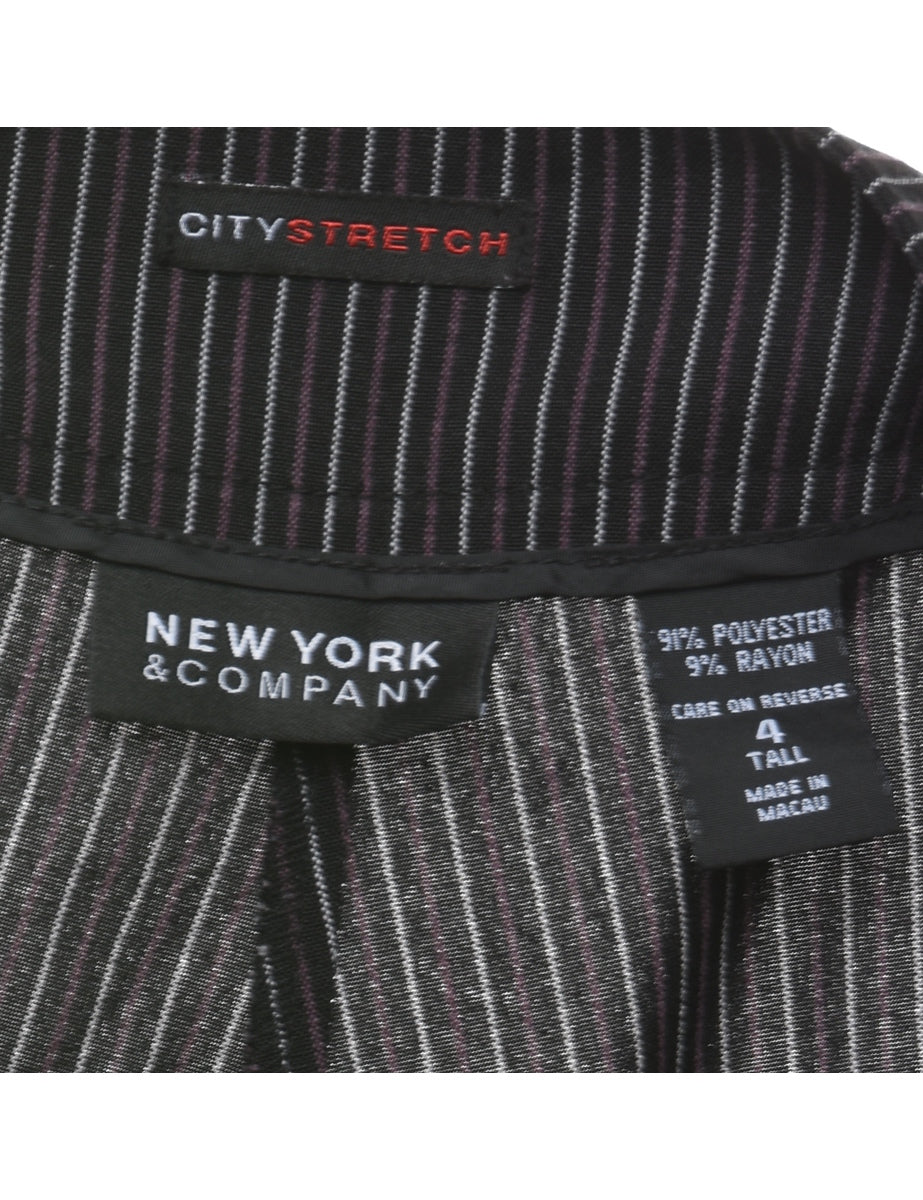 CITYSTRETCH
NEW YORK
&COMPANY
91% POLYESTER
9% RAYON
CARE ON REVERSE
4
TALL
MADE IN
MACAU